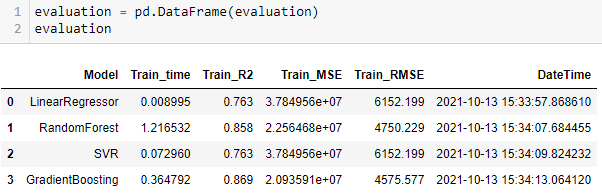 1 evaluation = pd.DataFrame(evaluation)
2 evaluation
Model Train_time Train_R2 Train_MSE Train_RMSE DateTime
0 LinearRegressor 0.008995 0.763 3.784956e+07 6152.199 2021-10-13 15:33:57.868610
1 RandomForest 1.216532 0.858 2.256468e+07 4750.229 2021-10-13 15:34:07.684455
2 SVR 0.072960 0.763 3.784956e+07 6152.199 2021-10-13 15:34:09.824232
3 GradientBoosting 0.364792 0.869 2.093591e+07 4575.577 2021-10-13 15:34:13.064120